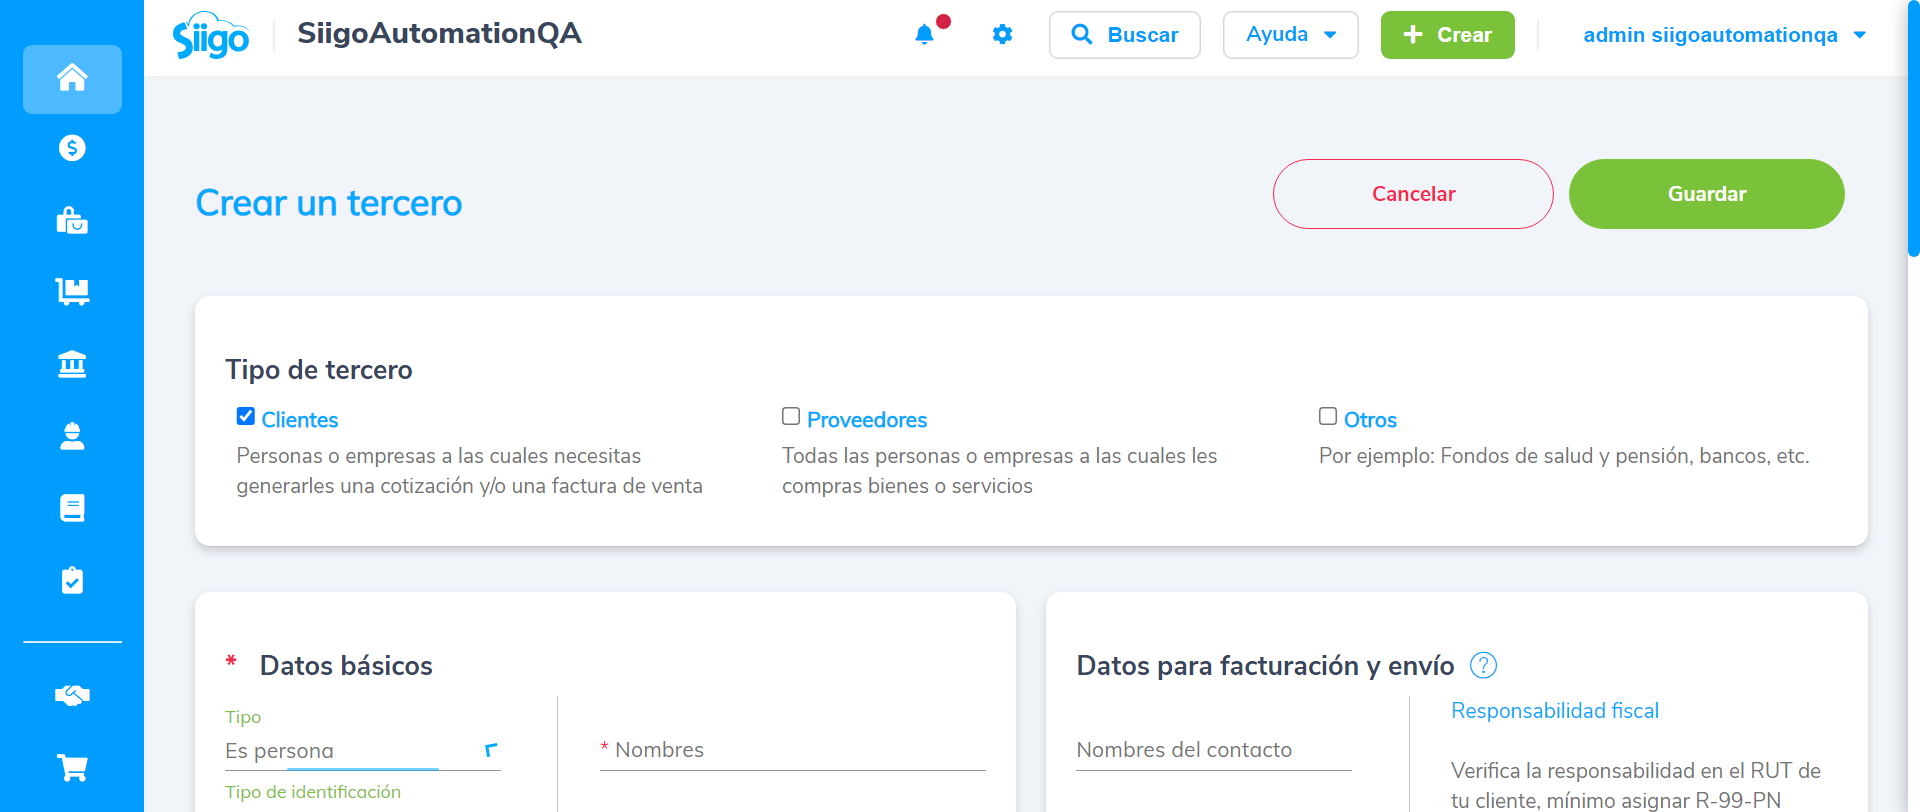 Siigo
SiigoAutomationQA
Buscar
Ayuda
Crear
admin siigoautomationqa
Crear un tercero
Cancelar
Guardar
Tipo de tercero
Clientes
Personas o empresas a las cuales necesitas
generarles una cotización y/o una factura de venta
Proveedores
Todas las personas o empresas a las cuales les
compras bienes o servicios
Otros
Por ejemplo: Fondos de salud y pensión, bancos, etc.
* Datos básicos
Tipo
Es persona
Tipo de identificación
* Nombres
Datos para facturación y envío ?
Nombres del contacto
Responsabilidad fiscal
Verifica la responsabilidad en el RUT de
tu cliente, mínimo asignar R-99-PN